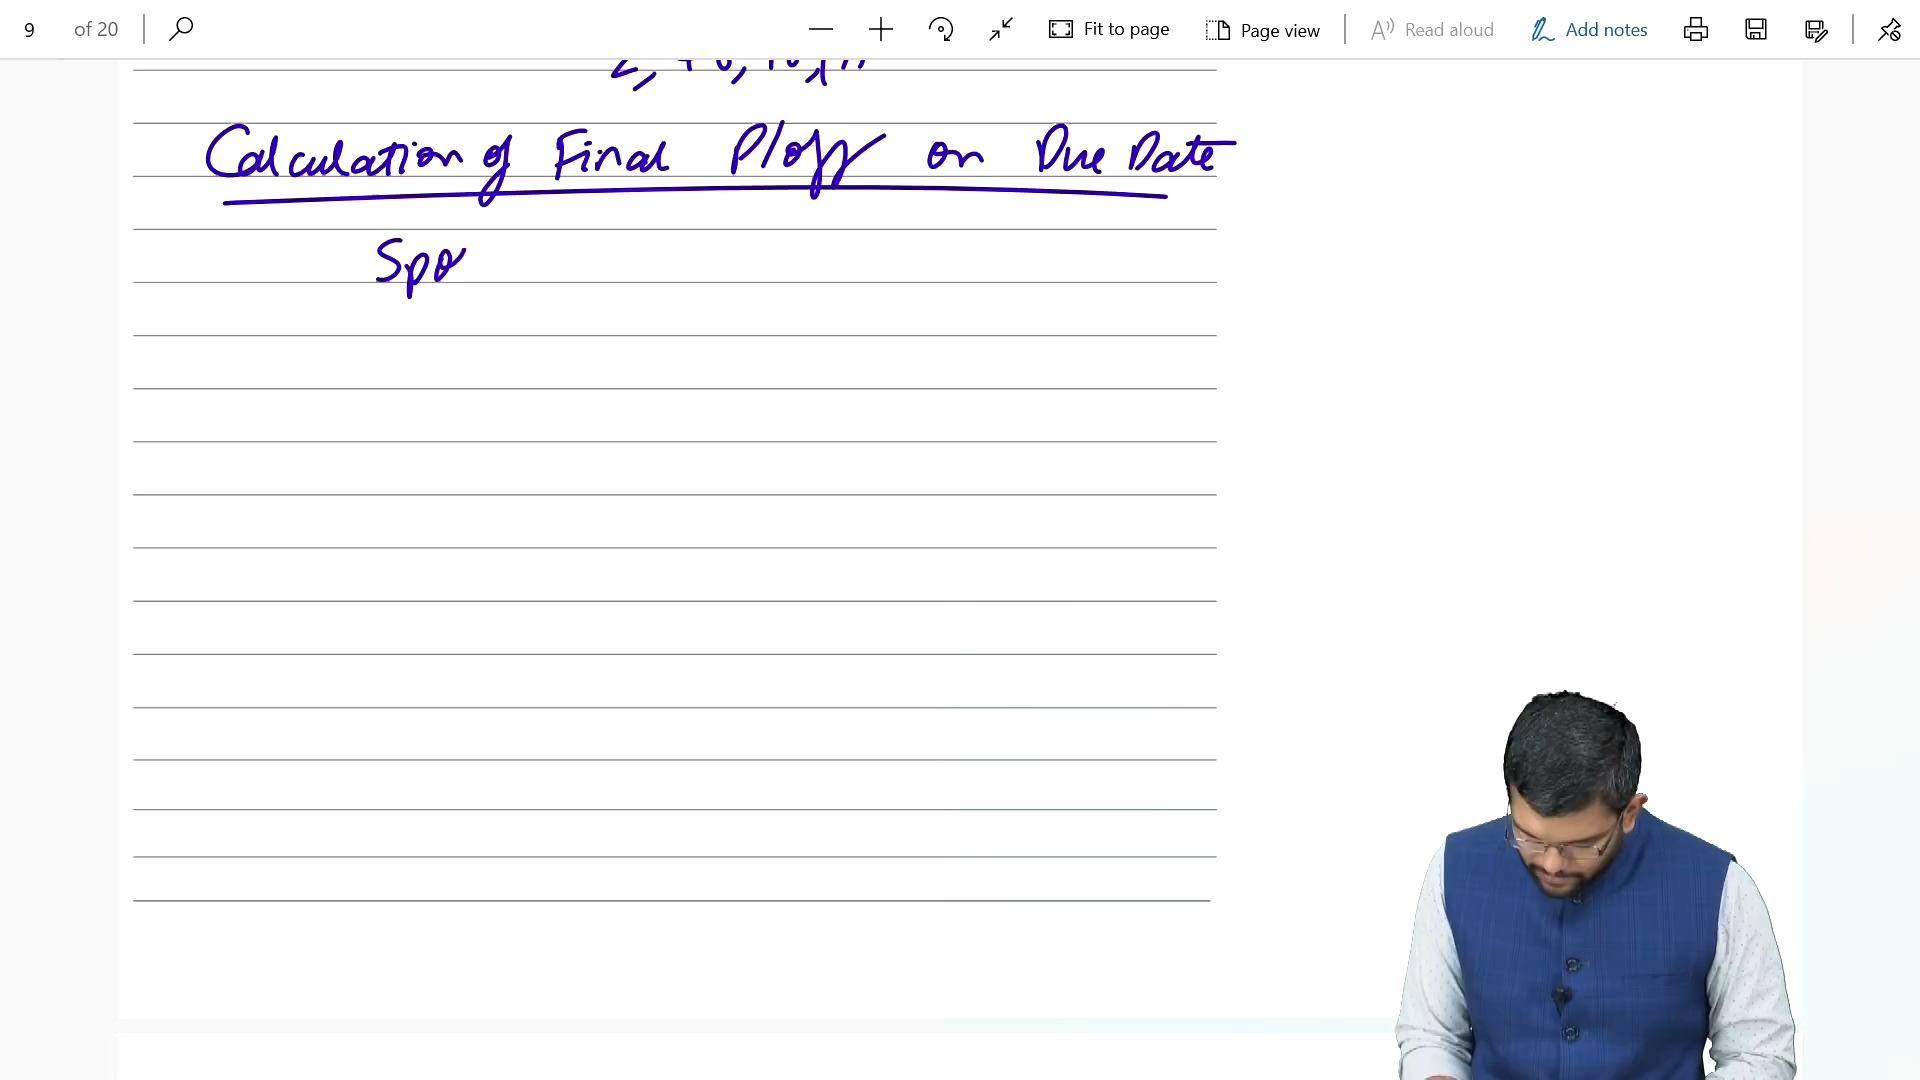 9 of 20 Fit to page Page view Read aloud Add notes
Calculation of Final P/off on Due Date
Spo